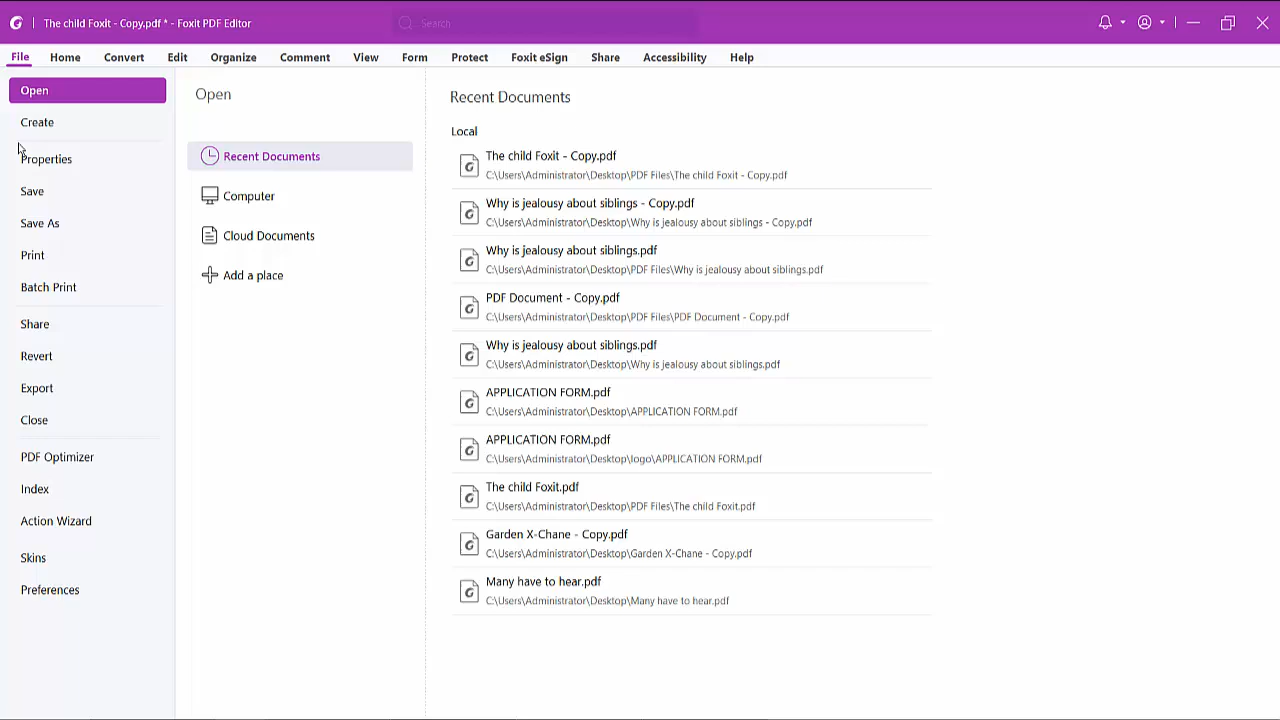 The child Foxit - Copy.pdf * - Foxit PDF Editor
Search
File Home Convert Edit Organize Comment View Form Protect Foxit eSign Share Accessibility Help
Open
Create
Properties
Save
Save As
Print
Batch Print
Share
Revert
Export
Close
PDF Optimizer
Index
Action Wizard
Skins
Preferences
Open
Recent Documents
Computer
Cloud Documents
Add a place
Recent Documents
Local
The child Foxit - Copy.pdf
C:\Users\Administrator\Desktop\PDF Files\The child Foxit - Copy.pdf
Why is jealousy about siblings - Copy.pdf
C:\Users\Administrator\Desktop\Why is jealousy about siblings - Copy.pdf
Why is jealousy about siblings.pdf
C:\Users\Administrator\Desktop\PDF Files\Why is jealousy about siblings.pdf
PDF Document - Copy.pdf
C:\Users\Administrator\Desktop\PDF Files\PDF Document - Copy.pdf
Why is jealousy about siblings.pdf
C:\Users\Administrator\Desktop\Why is jealousy about siblings.pdf
APPLICATION FORM.pdf
C:\Users\Administrator\Desktop\APPLICATION FORM.pdf
APPLICATION FORM.pdf
C:\Users\Administrator\Desktop\logo\APPLICATION FORM.pdf
The child Foxit.pdf
C:\Users\Administrator\Desktop\PDF Files\The child Foxit.pdf
Garden X-Chane - Copy.pdf
C:\Users\Administrator\Desktop\Garden X-Chane - Copy.pdf
Many have to hear.pdf
C:\Users\Administrator\Desktop\Many have to hear.pdf